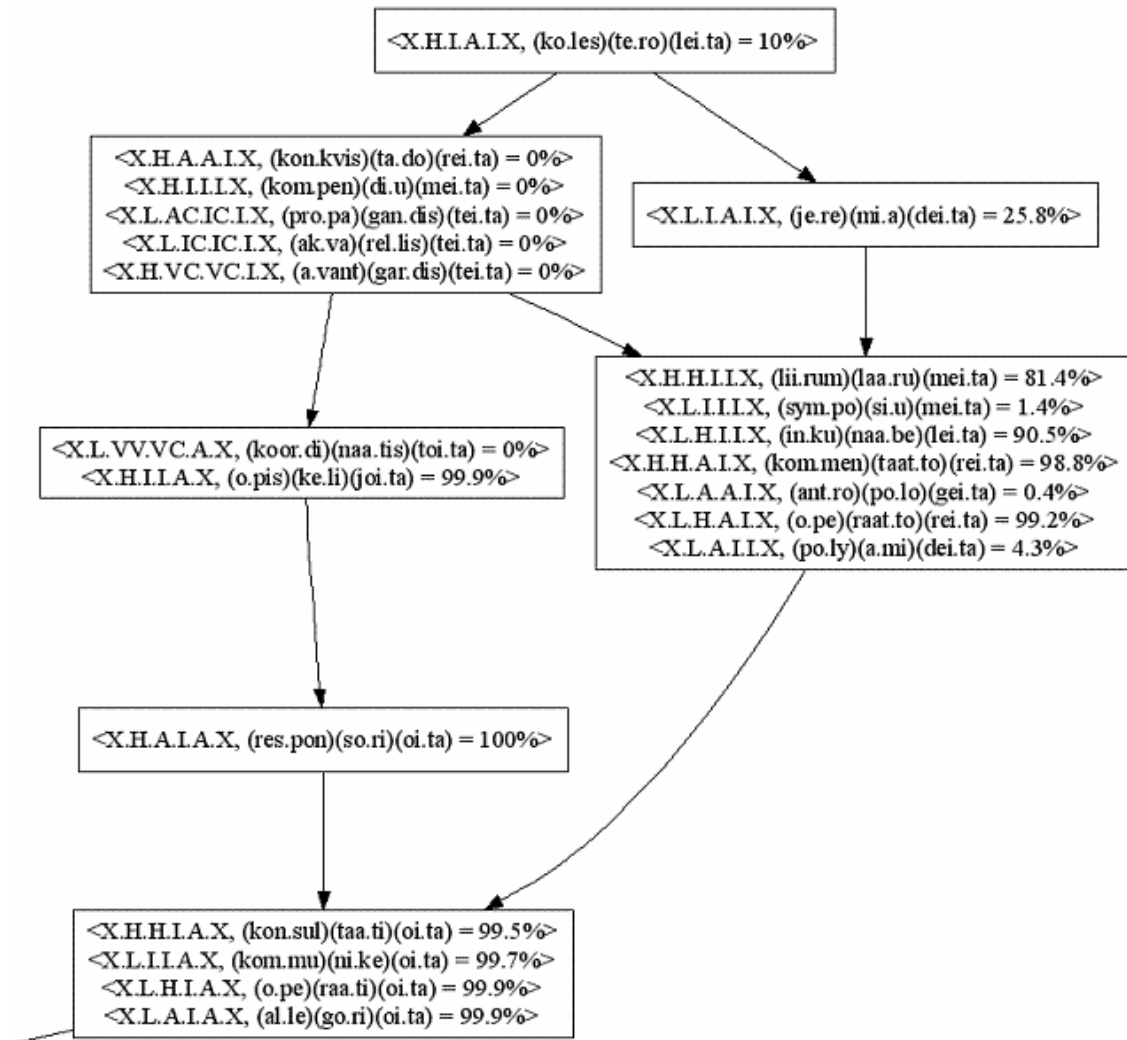 <X.H.I.A.I.X, (ko.les)(te.ro)(lei.ta) = 10%>
<X.H.A.A.I.X, (kon.kvis)(ta.do)(rei.ta) = 0%>
<X.H.I.I.I.X, (kom.pen)(di.u)(mei.ta) = 0%>
<X.L.AC.IC.I.X, (pro.pa)(gan.dis)(tei.ta) = 0%>
<X.L.IC.IC.I.X, (ak.va)(rel.lis)(tei.ta) = 0%>
<X.H.VC.VC.I.X, (a.vant)(gar.dis)(tei.ta) = 0%>
<X.L.I.A.I.X, (je.re)(mi.a)(dei.ta) = 25.8%>
<X.H.H.I.I.X, (lii.rum)(laa.ru)(mei.ta) = 81.4%>
<X.L.I.I.I.X, (sym.po)(si.u)(mei.ta) = 1.4%>
<X.L.H.I.I.X, (in.ku)(naa.be)(lei.ta) = 90.5%>
<X.H.H.A.I.X, (kom.men)(taat.to)(rei.ta) = 98.8%>
<X.L.A.A.I.X, (ant.ro)(po.lo)(gei.ta) = 0.4%>
<X.L.H.A.I.X, (o.pe)(raat.to)(rei.ta) = 99.2%>
<X.L.A.I.I.X, (po.ly)(a.mi)(dei.ta) = 4.3%>
<X.L.VV.VC.A.X, (koor.di)(naa.tis)(toi.ta) = 0%>
<X.H.I.I.A.X, (o.pis)(ke.li)(joi.ta) = 99.9%>
<X.H.A.I.A.X, (res.pon)(so.ri)(oi.ta) = 100%>
<X.H.H.I.A.X, (kon.sul)(taa.ti)(oi.ta) = 99.5%>
<X.L.I.I.A.X, (kom.mu)(ni.ke)(oi.ta) = 99.7%>
<X.L.H.I.A.X, (o.pe)(raa.ti)(oi.ta) = 99.9%>
<X.L.A.I.A.X, (al.le)(go.ri)(oi.ta) = 99.9%>